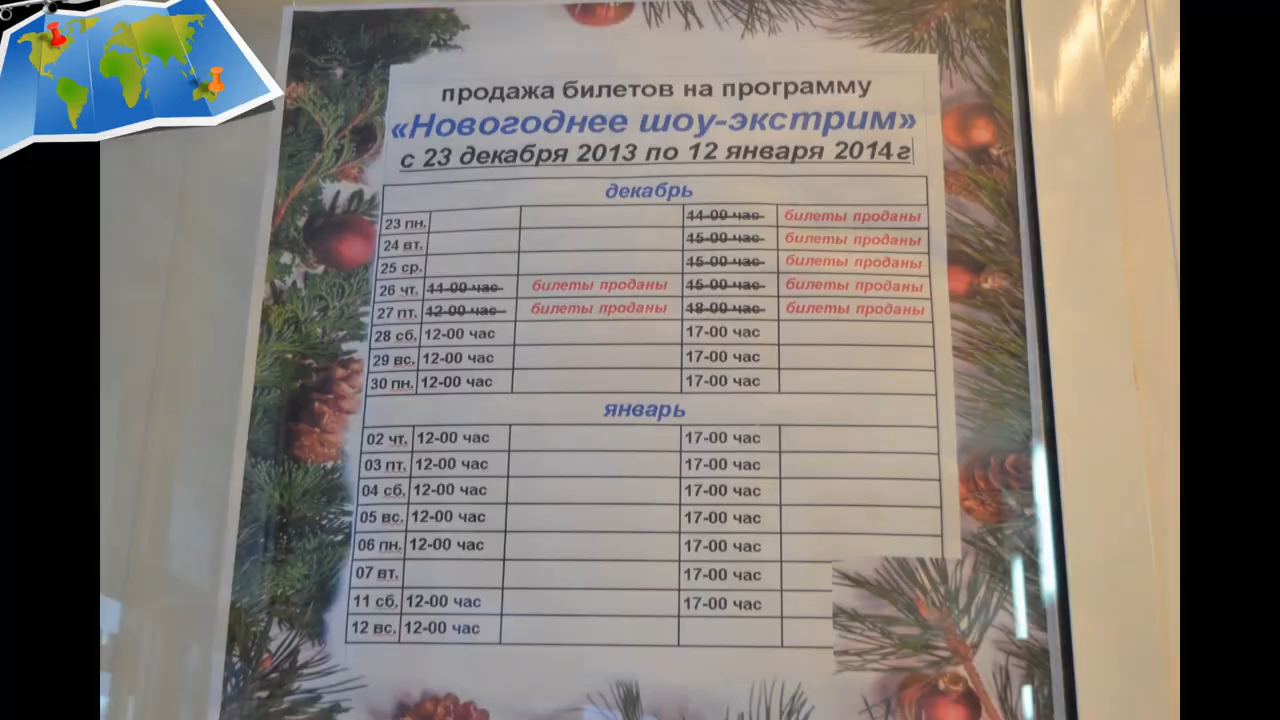 продажа билетов на программу
«Новогоднее шоу-экстрим»
с 23 декабря 2013 по 12 января 2014 г
декабрь
23 пн. 14-00 час билеты проданы
24 вт. 15-00 час билеты проданы
25 ср. 15-00 час билеты проданы
26 чт. 11-00 час билеты проданы 15-00 час билеты проданы
27 пт. 12-00 час билеты проданы 18-00 час билеты проданы
28 сб. 12-00 час 17-00 час
29 вс. 12-00 час 17-00 час
30 пн. 12-00 час 17-00 час
январь
02 чт. 12-00 час 17-00 час
03 пт. 12-00 час 17-00 час
04 сб. 12-00 час 17-00 час
05 вс. 12-00 час 17-00 час
06 пн. 12-00 час 17-00 час
07 вт. 17-00 час
11 сб. 12-00 час 17-00 час
12 вс. 12-00 час